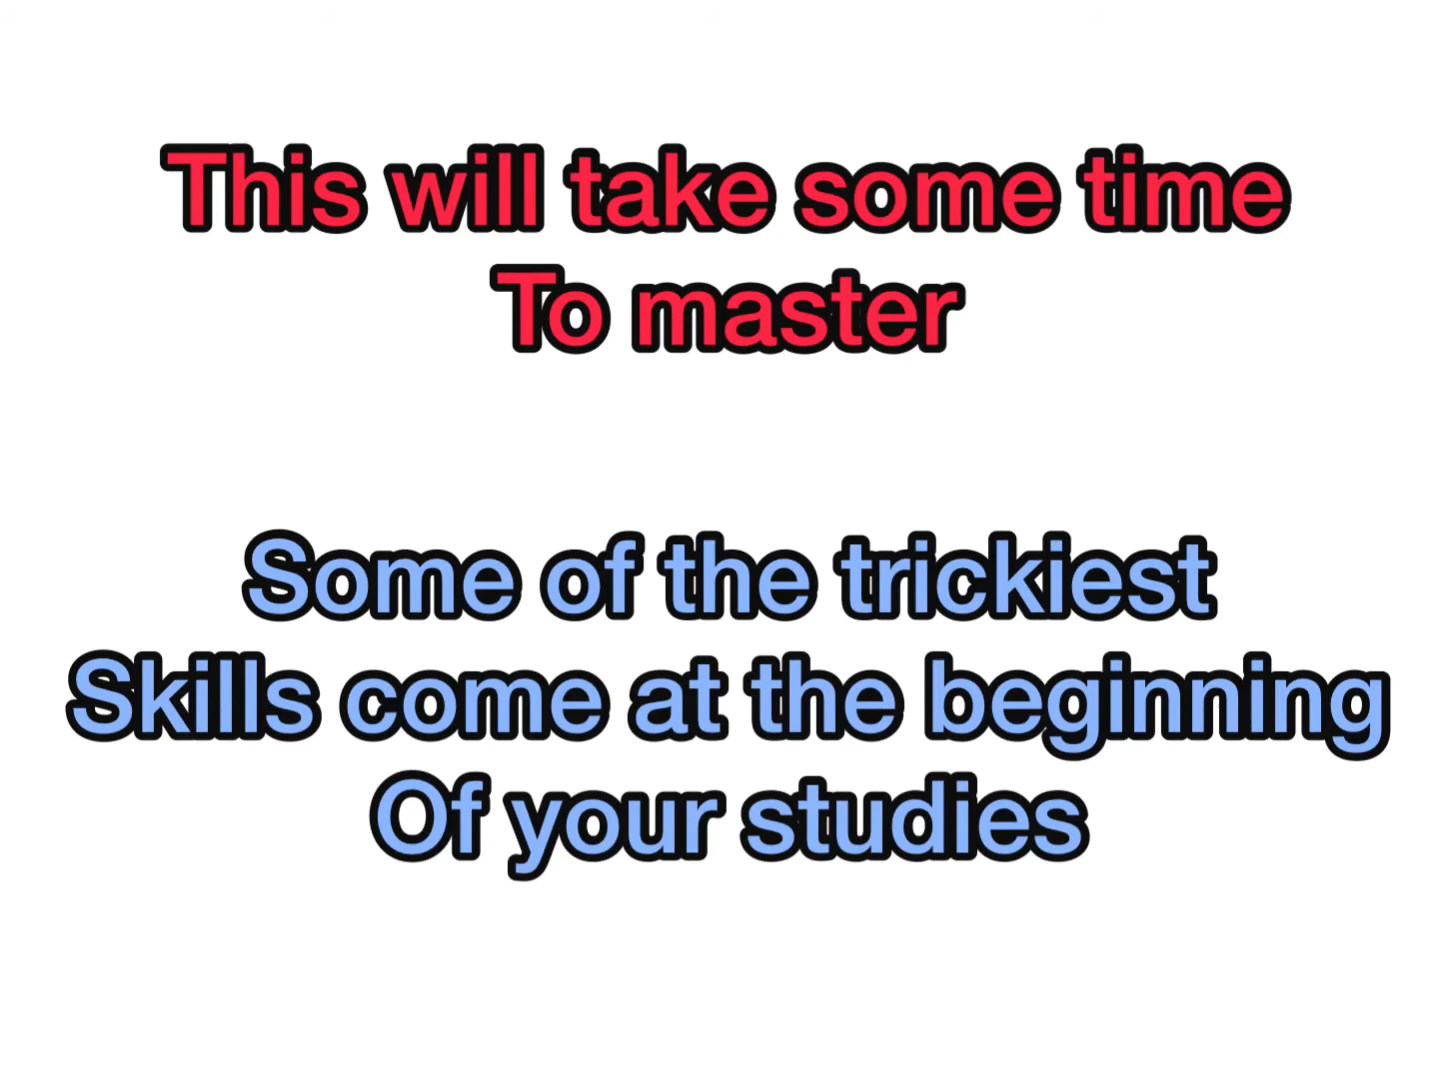 This will take some time
To master
Some of the trickiest
Skills come at the beginning
Of your studies